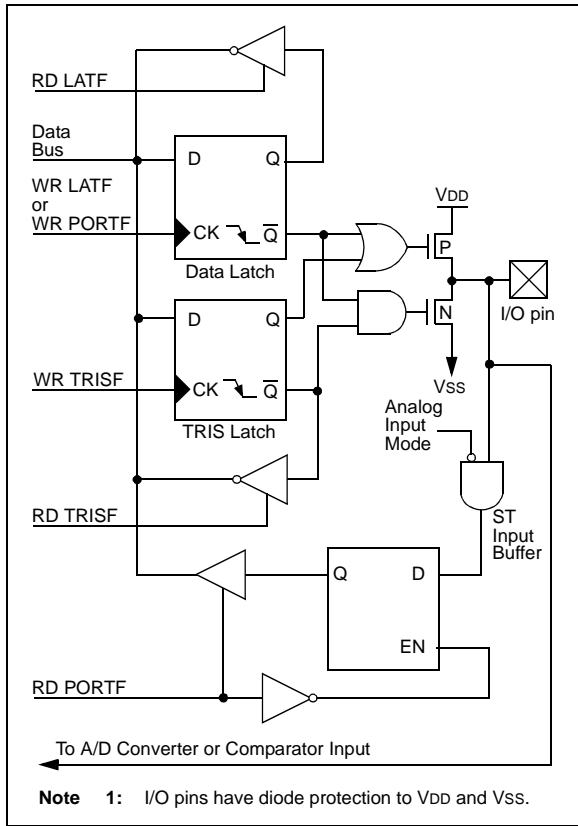 RD LATF
Data
Bus
D Q
WR LATF
or
WR PORTF
CK Q
Data Latch
VDD
P
I/O pin
N
D Q
WR TRISF
CK Q
TRIS Latch
VSS
Analog
Input
Mode
RD TRISF
ST
Input
Buffer
Q D
EN
RD PORTF
To A/D Converter or Comparator Input
Note 1: I/O pins have diode protection to VDD and VSS.